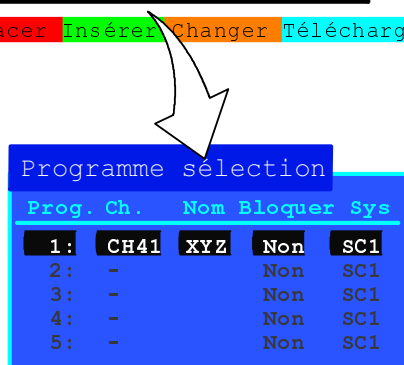 acer Insérer Changer Télécharg
Programme sélection
Prog. Ch. Nom Bloquer Sys
1: CH41 XYZ Non SC1
2: - Non SC1
3: - Non SC1
4: - Non SC1
5: - Non SC1